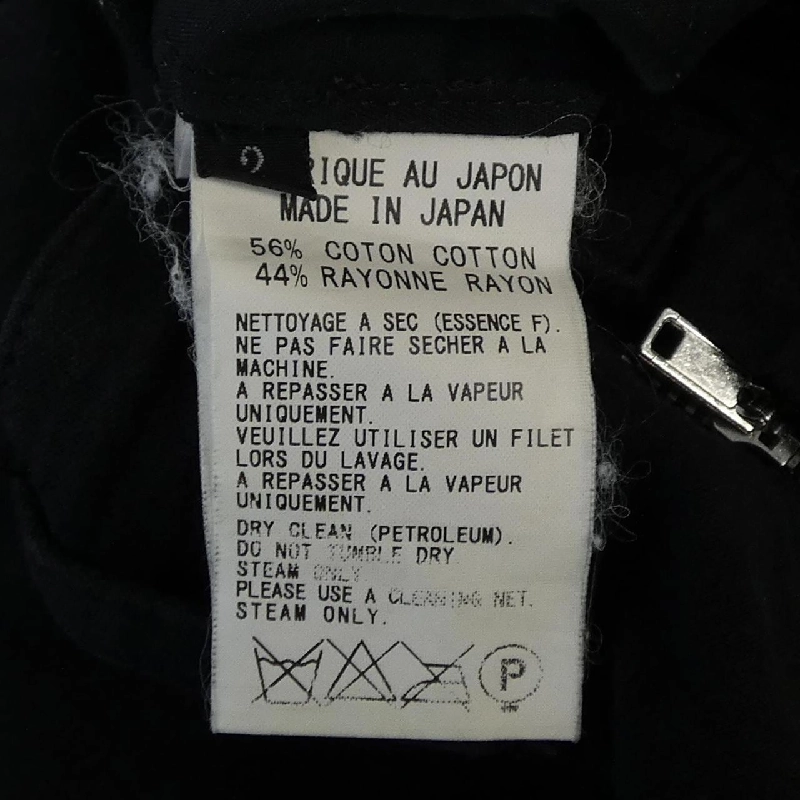 RIQUE AU JAPON
MADE IN JAPAN
56% COTON COTTON
44% RAYONNE RAYON
NETTOYAGE A SEC (ESSENCE F).
NE PAS FAIRE SECHER A LA
MACHINE.
A REPASSER A LA VAPEUR
UNIQUEMENT.
VEUILLEZ UTILISER UN FILET
LORS DU LAVAGE.
A REPASSER A LA VAPEUR
UNIQUEMENT.
DRY CLEAN (PETROLEUM).
DO NOT TUMBLE DRY
STEAM ONLY
PLEASE USE A CLEANING NET.
STEAM ONLY.
P